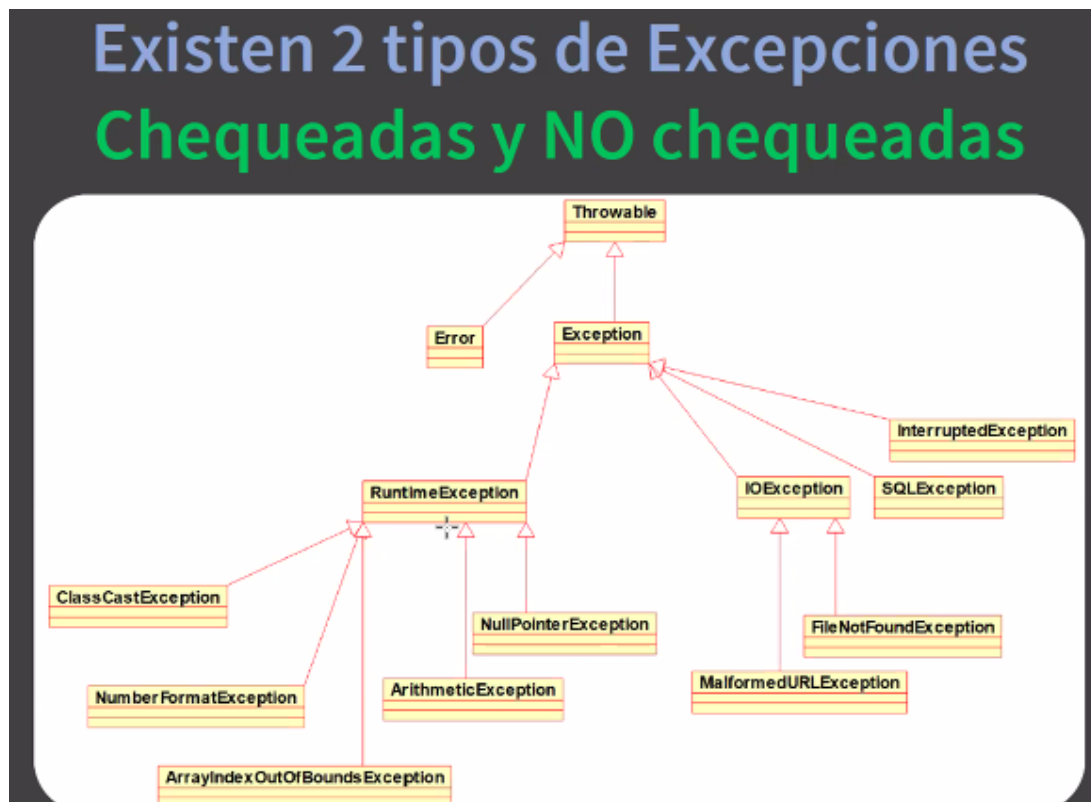 Existen 2 tipos de Excepciones
Chequeadas y NO chequeadas
Throwable
Error
Exception
InterruptedException
RuntimeException
IOException
SQLException
ClassCastException
NullPointerException
FileNotFoundException
NumberFormatException
ArithmeticException
MalformedURLException
ArrayIndexOutOfBoundsException